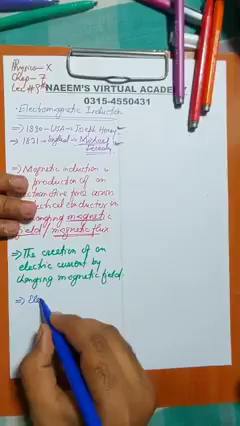 Physics - X
Chap - 7
Lec # 8th
NAEEM'S VIRTUAL ACADEMY
0315-4550431
Electromagnetic Induction
⇒ 1830 → USA → Joseph Henry
⇒ 1831 → England → Michael
Faraday
⇒ Magnetic induction is
production of an
electromotive force across
electrical conductor in
changing magnetic
field / magnetic flux
⇒ The creation of an
electric current by
changing magnetic field.
⇒ Ele